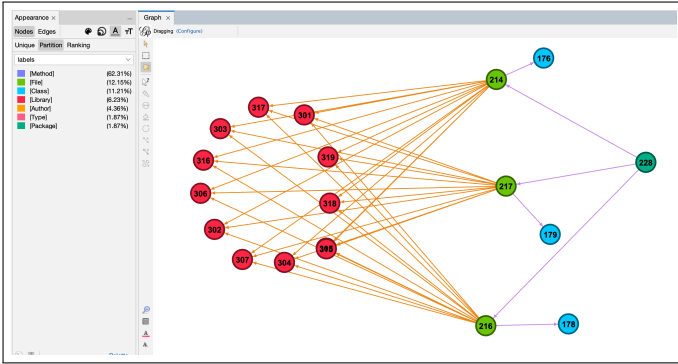 Appearance ×
Graph ×
Nodes Edges
Dragging (Configure)
Unique Partition Ranking
labels
[Method] (62.31%)
[File] (12.15%)
[Class] (11.21%)
[Library] (6.23%)
[Author] (4.36%)
[Type] (1.87%)
[Package] (1.87%)
176
214
317
301
303
319
316
228
217
306
318
302
179
307
304
216
178